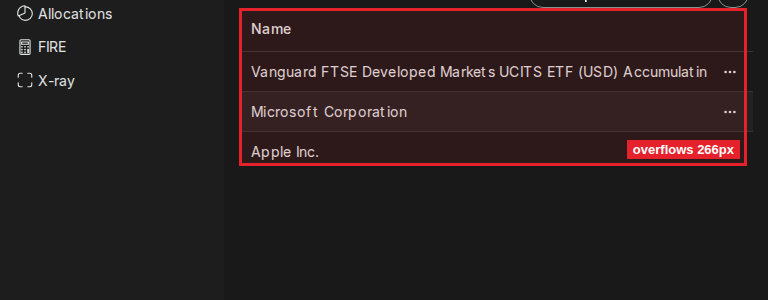 Allocations
Name
FIRE
Vanguard FTSE Developed Markets UCITS ETF (USD) Accumulatin
X-ray
Microsoft Corporation
Apple Inc.
overflows 266px